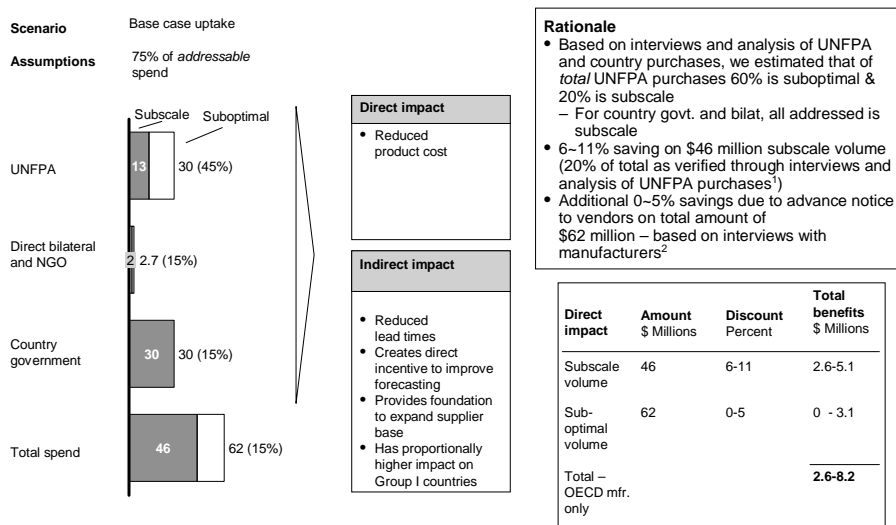 Scenario
Base case uptake
Assumptions
75% of addressable
spend
Subscale
Suboptimal
UNFPA
13
30 (45%)
Direct bilateral
and NGO
2
2.7 (15%)
Country
government
30
30 (15%)
Total spend
46
62 (15%)
Direct impact
• Reduced
product cost
Indirect impact
• Reduced
lead times
• Creates direct
incentive to improve
forecasting
• Provides foundation
to expand supplier
base
• Has proportionally
higher impact on
Group I countries
Rationale
• Based on interviews and analysis of UNFPA
and country purchases, we estimated that of
total UNFPA purchases 60% is suboptimal &
20% is subscale
– For country govt. and bilat, all addressed is
subscale
• 6~11% saving on $46 million subscale volume
(20% of total as verified through interviews and
analysis of UNFPA purchases1)
• Additional 0~5% savings due to advance notice
to vendors on total amount of
$62 million – based on interviews with
manufacturers2
Direct
impact
Amount
$ Millions
Discount
Percent
Total
benefits
$ Millions
Subscale
volume
46
6-11
2.6-5.1
Sub-
optimal
volume
62
0-5
0 - 3.1
Total –
OECD mfr.
only
2.6-8.2